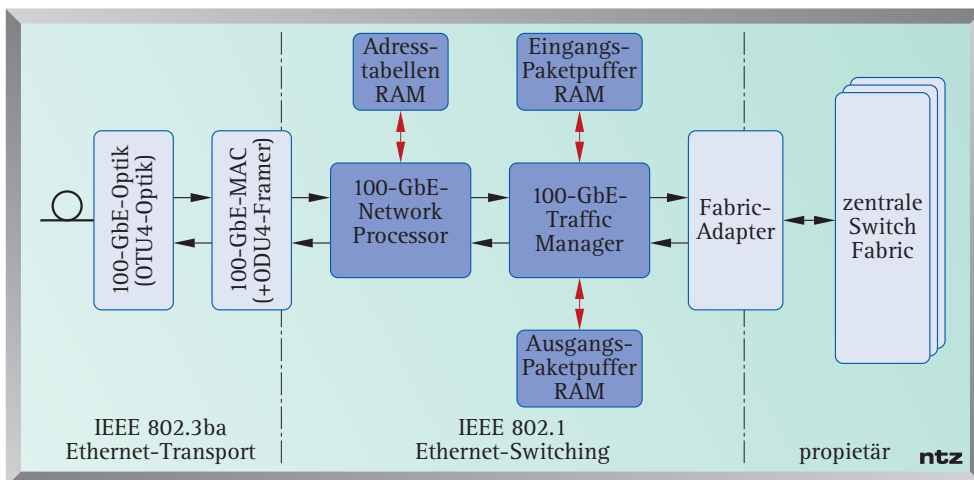 100-GbE-Optik
(OTU4-Optik)
100-GbE-MAC
(+ODU4-Framer)
Adress-
tabellen
RAM
100-GbE-
Network
Processor
Eingangs-
Paketpuffer
RAM
100-GbE-
Traffic
Manager
Ausgangs-
Paketpuffer
RAM
Fabric-
Adapter
zentrale
Switch
Fabric
IEEE 802.3ba
Ethernet-Transport
IEEE 802.1
Ethernet-Switching
propietär
ntz